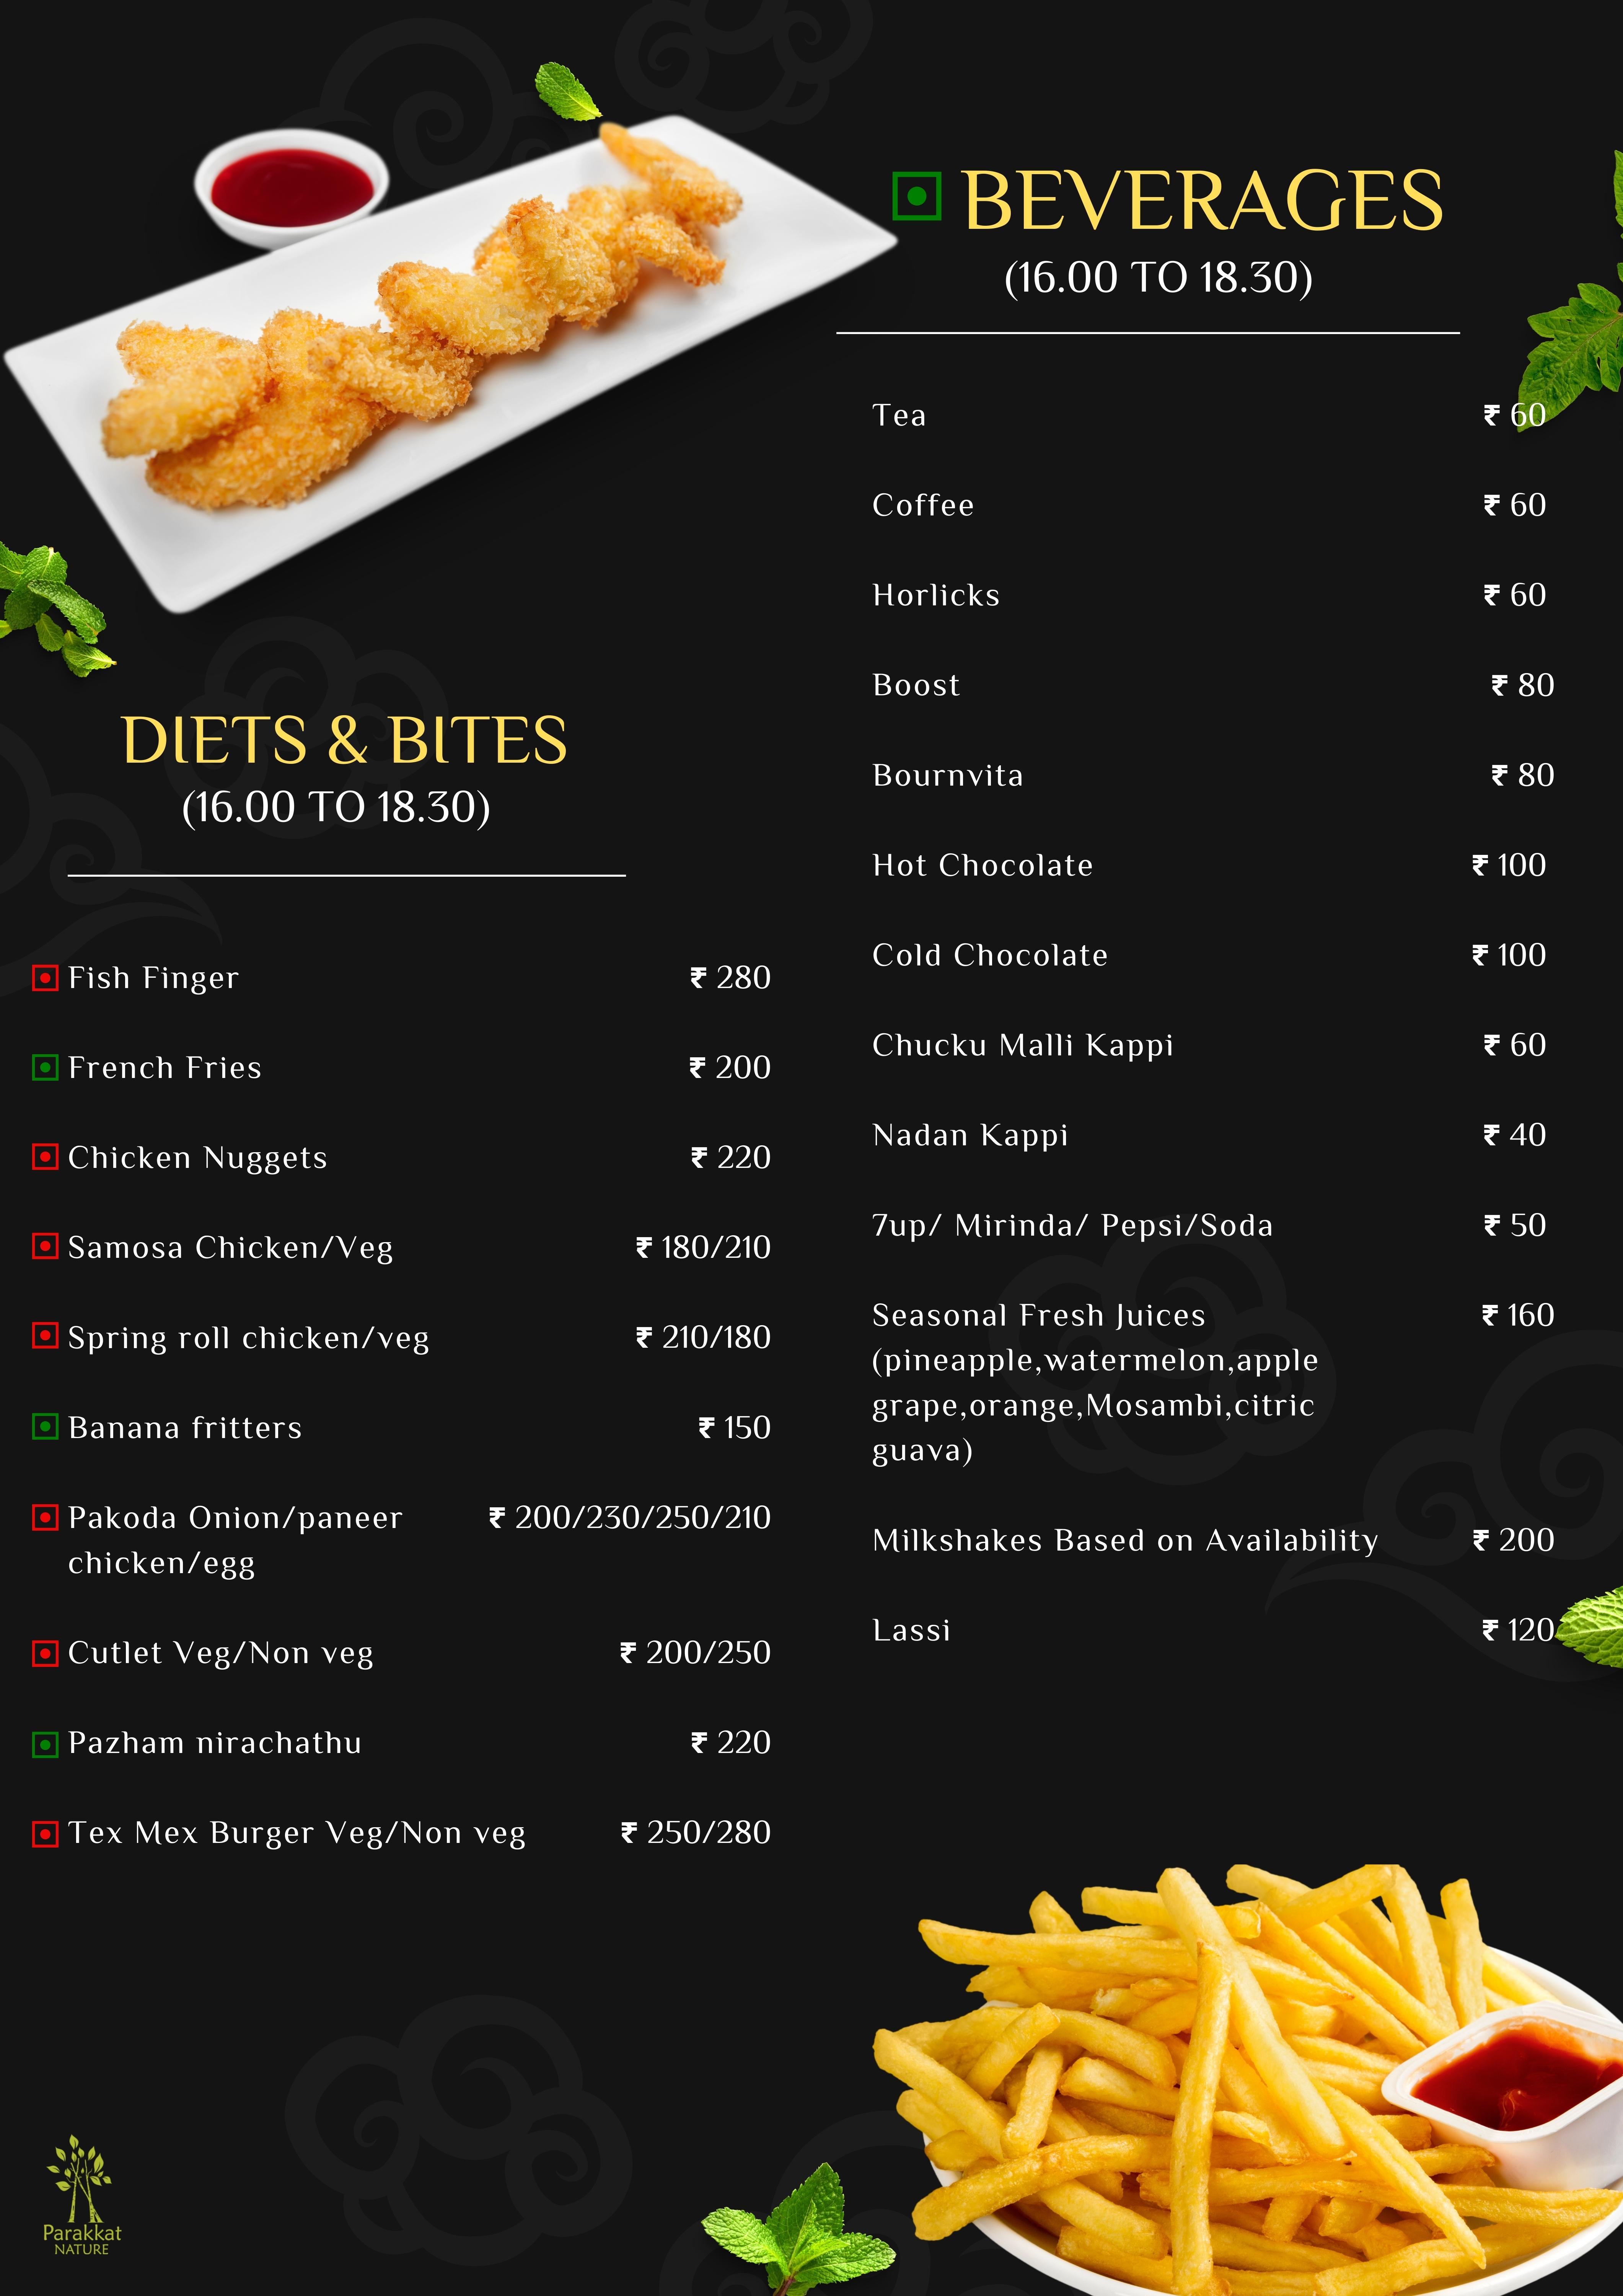 BEVERAGES
(16.00 TO 18.30)
Tea ₹ 60
Coffee ₹ 60
Horlicks ₹ 60
Boost ₹ 80
Bournvita ₹ 80
Hot Chocolate ₹ 100
Cold Chocolate ₹ 100
Chucku Malli Kappi ₹ 60
Nadan Kappi ₹ 40
7up/ Mirinda/ Pepsi/Soda ₹ 50
Seasonal Fresh Juices ₹ 160
(pineapple,watermelon,apple
grape,orange,Mosambi,citric
guava)
Milkshakes Based on Availability ₹ 200
Lassi ₹ 120
DIETS & BITES
(16.00 TO 18.30)
Fish Finger ₹ 280
French Fries ₹ 200
Chicken Nuggets ₹ 220
Samosa Chicken/Veg ₹ 180/210
Spring roll chicken/veg ₹ 210/180
Banana fritters ₹ 150
Pakoda Onion/paneer ₹ 200/230/250/210
chicken/egg
Cutlet Veg/Non veg ₹ 200/250
Pazham nirachathu ₹ 220
Tex Mex Burger Veg/Non veg ₹ 250/280
Parakkat
NATURE